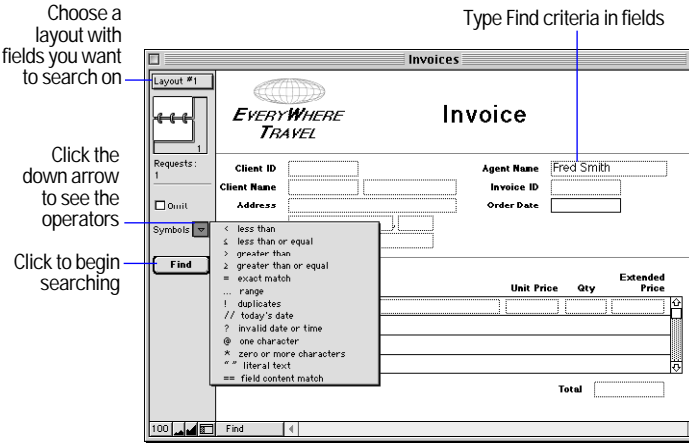 Choose a
layout with
fields you want
to search on
Type Find criteria in fields
Invoices
Layout #1
1
EVERYWHERE
TRAVEL
Invoice
Requests:
1
Client ID
Agent Name Fred Smith
Client Name
Invoice ID
Address
Order Date
Click the
down arrow
to see the
operators
Omit
Symbols
< less than
≤ less than or equal
> greater than
≥ greater than or equal
= exact match
... range
! duplicates
// today's date
? invalid date or time
@ one character
* zero or more characters
" " literal text
== field content match
Click to begin
searching
Find
Unit Price Qty Extended
Price
Total
100 Find